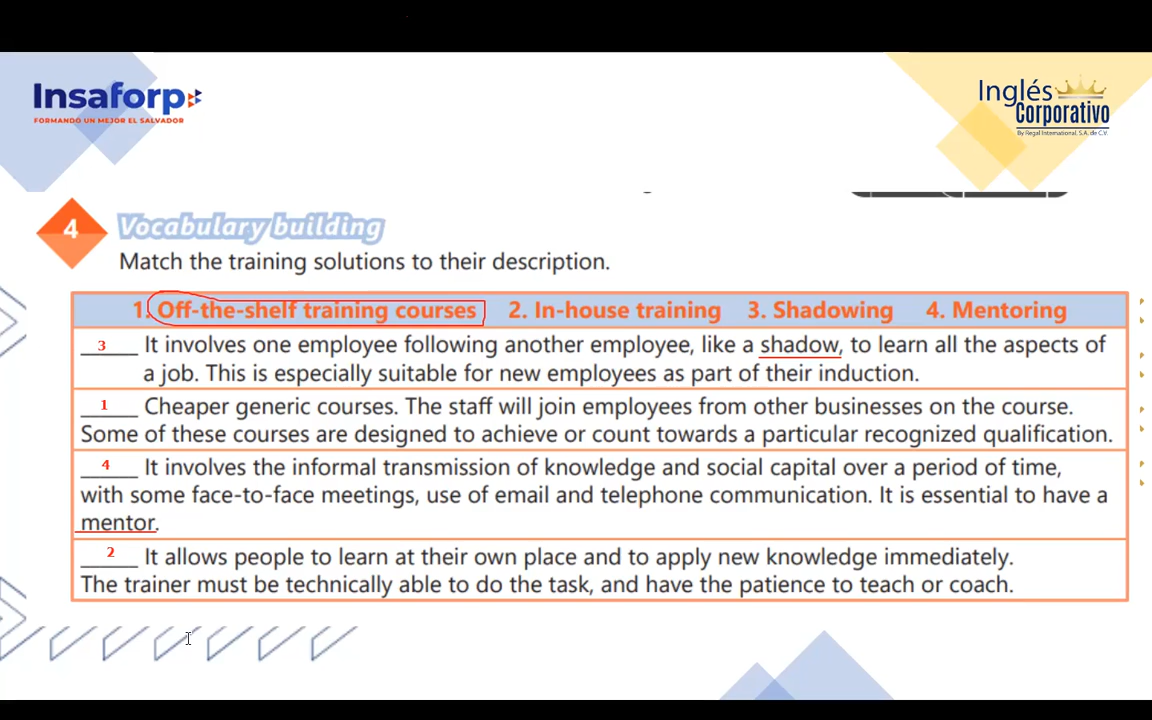 Insaforp
FORMANDO UN MEJOR EL SALVADOR
Inglés
Corporativo
By Regal International, S.A. de C.V.
4
Vocabulary building
Match the training solutions to their description.
1. Off-the-shelf training courses 2. In-house training 3. Shadowing 4. Mentoring
3 It involves one employee following another employee, like a shadow, to learn all the aspects of
a job. This is especially suitable for new employees as part of their induction.
1 Cheaper generic courses. The staff will join employees from other businesses on the course.
Some of these courses are designed to achieve or count towards a particular recognized qualification.
4 It involves the informal transmission of knowledge and social capital over a period of time,
with some face-to-face meetings, use of email and telephone communication. It is essential to have a
mentor.
2 It allows people to learn at their own place and to apply new knowledge immediately.
The trainer must be technically able to do the task, and have the patience to teach or coach.